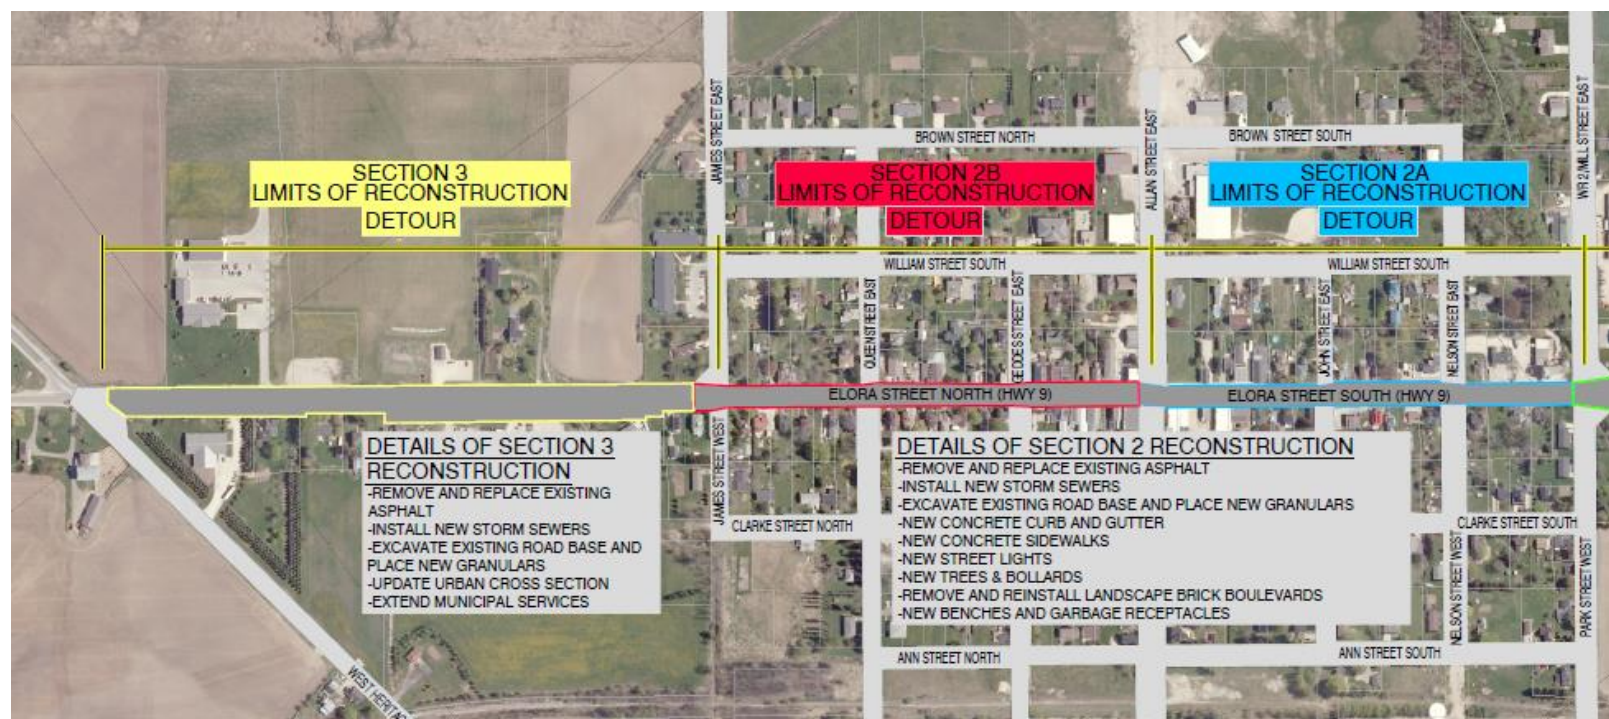 JAMES STREET EAST
BROWN STREET NORTH
ALLAN STREET EAST
BROWN STREET SOUTH
WR 2/MILL STREET EAST
SECTION 3
LIMITS OF RECONSTRUCTION
DETOUR
SECTION 2B
LIMITS OF RECONSTRUCTION
DETOUR
SECTION 2A
LIMITS OF RECONSTRUCTION
DETOUR
WILLIAM STREET SOUTH
WILLIAM STREET SOUTH
QUEEN STREET EAST
GEDDES STREET EAST
JOHN STREET EAST
NELSON STREET EAST
ELORA STREET NORTH (HWY 9)
ELORA STREET SOUTH (HWY 9)
DETAILS OF SECTION 3
RECONSTRUCTION
-REMOVE AND REPLACE EXISTING
ASPHALT
-INSTALL NEW STORM SEWERS
-EXCAVATE EXISTING ROAD BASE AND
PLACE NEW GRANULARS
-UPDATE URBAN CROSS SECTION
-EXTEND MUNICIPAL SERVICES
JAMES STREET WEST
CLARKE STREET NORTH
DETAILS OF SECTION 2 RECONSTRUCTION
-REMOVE AND REPLACE EXISTING ASPHALT
-INSTALL NEW STORM SEWERS
-EXCAVATE EXISTING ROAD BASE AND PLACE NEW GRANULARS
-NEW CONCRETE CURB AND GUTTER
-NEW CONCRETE SIDEWALKS
-NEW STREET LIGHTS
-NEW TREES & BOLLARDS
-REMOVE AND REINSTALL LANDSCAPE BRICK BOULEVARDS
-NEW BENCHES AND GARBAGE RECEPTACLES
CLARKE STREET SOUTH
NELSON STREET WEST
PARK STREET WEST
ANN STREET NORTH
ANN STREET SOUTH
WEST HERITAG